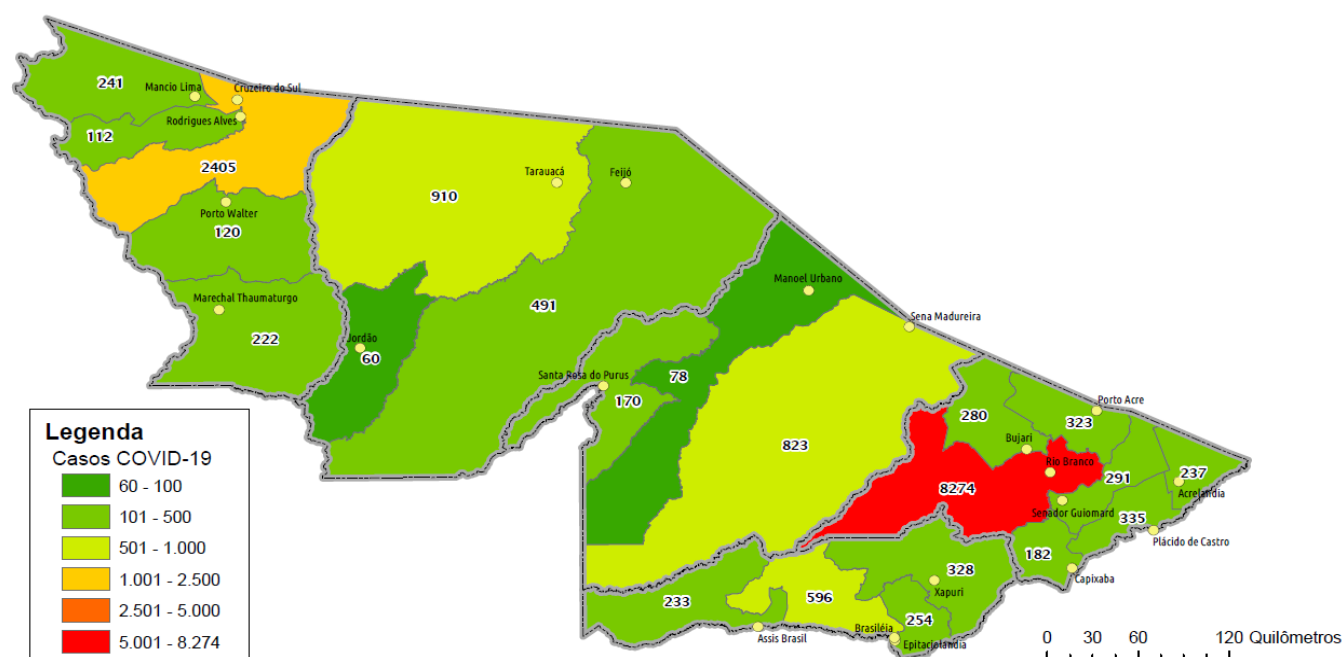 241
Mancio Lima
Cruzeiro do Sul
Rodrigues Alves
112
2405
Tarauacá
Feijó
910
Porto Walter
120
Manoel Urbano
Marechal Thaumaturgo
491
Sena Madureira
222
Jordão
60
Santa Rosa do Purus
78
170
Porto Acre
280
323
823
Bujari
Rio Branco
291
237
8274
Acrelandia
Senador Guiomard
335
Plácido de Castro
182
Capixaba
328
Xapuri
233
596
254
Assis Brasil
Brasiléia
Epitaciolandia
Legenda
Casos COVID-19
60 - 100
101 - 500
501 - 1.000
1.001 - 2.500
2.501 - 5.000
5.001 - 8.274
0 30 60 120 Quilômetros